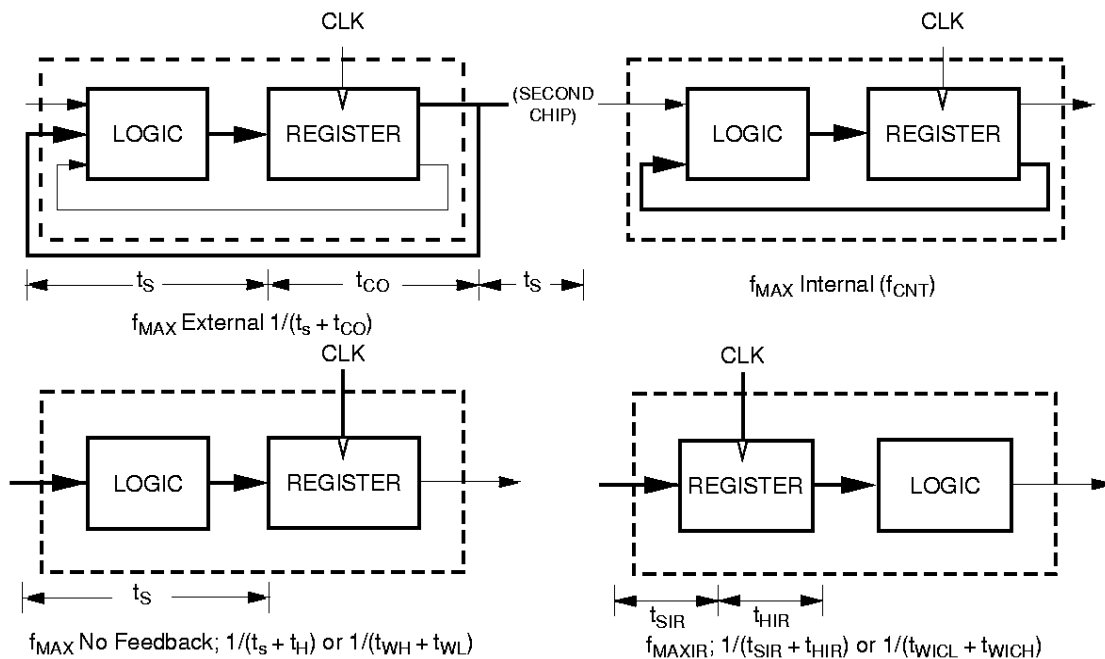 CLK
LOGIC
REGISTER
(SECOND
CHIP)
tS
tCO
tS
fMAX External 1/(ts + tCO)
CLK
LOGIC
REGISTER
fMAX Internal (fCNT)
CLK
LOGIC
REGISTER
tS
fMAX No Feedback; 1/(ts + tH) or 1/(tWH + tWL)
CLK
REGISTER
LOGIC
tSIR
tHIR
fMAXIR; 1/(tSIR + tHIR) or 1/(tWICL + tWICH)